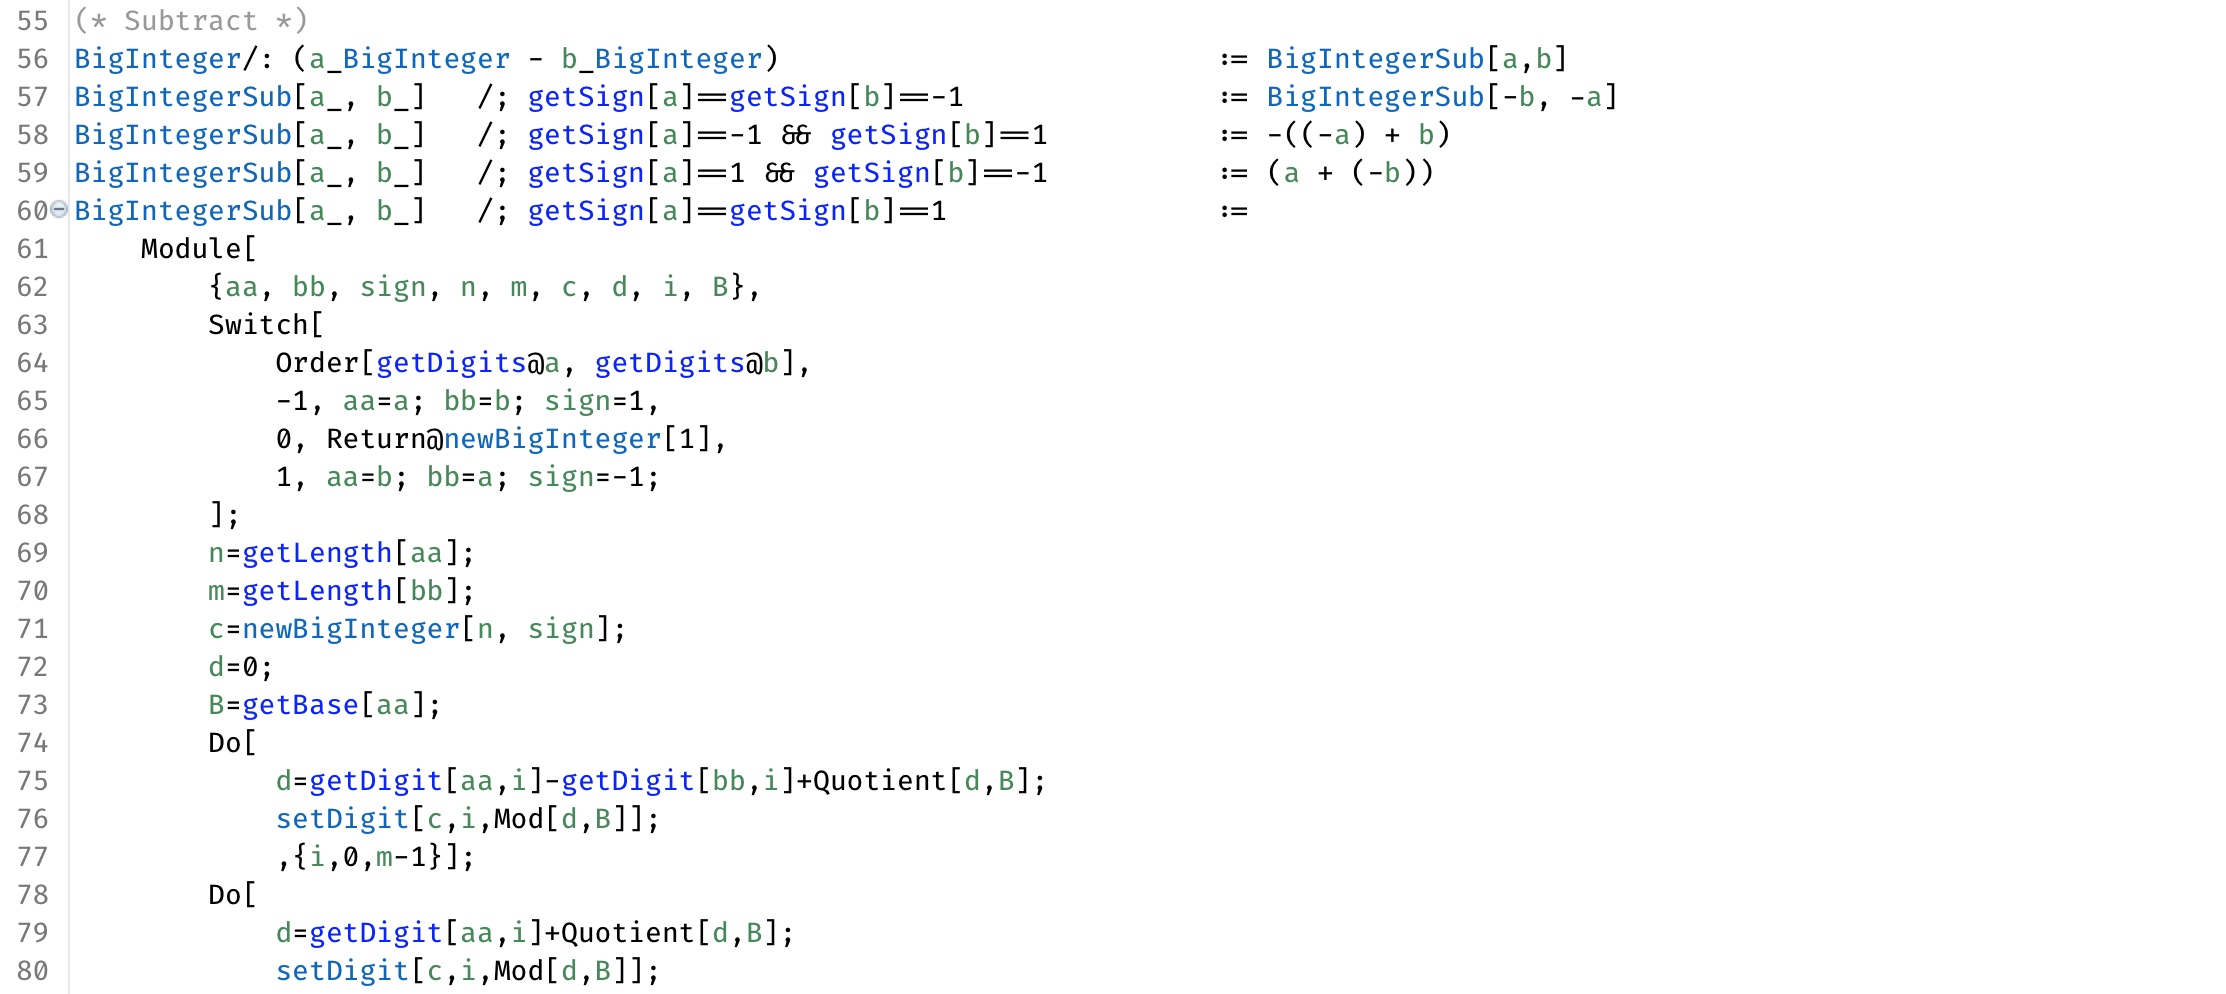 55 (* Subtract *)
56 BigInteger/: (a_BigInteger - b_BigInteger) := BigIntegerSub[a,b]
57 BigIntegerSub[a_, b_] /; getSign[a]==getSign[b]==-1 := BigIntegerSub[-b, -a]
58 BigIntegerSub[a_, b_] /; getSign[a]==-1 && getSign[b]==1 := -((-a) + b)
59 BigIntegerSub[a_, b_] /; getSign[a]==1 && getSign[b]==-1 := (a + (-b))
60 BigIntegerSub[a_, b_] /; getSign[a]==getSign[b]==1 :=
61 Module[
62 {aa, bb, sign, n, m, c, d, i, B},
63 Switch[
64 Order[getDigits@a, getDigits@b],
65 -1, aa=a; bb=b; sign=1,
66 0, Return@newBigInteger[1],
67 1, aa=b; bb=a; sign=-1;
68 ];
69 n=getLength[aa];
70 m=getLength[bb];
71 c=newBigInteger[n, sign];
72 d=0;
73 B=getBase[aa];
74 Do[
75 d=getDigit[aa,i]-getDigit[bb,i]+Quotient[d,B];
76 setDigit[c,i,Mod[d,B]];
77 ,{i,0,m-1}];
78 Do[
79 d=getDigit[aa,i]+Quotient[d,B];
80 setDigit[c,i,Mod[d,B]];